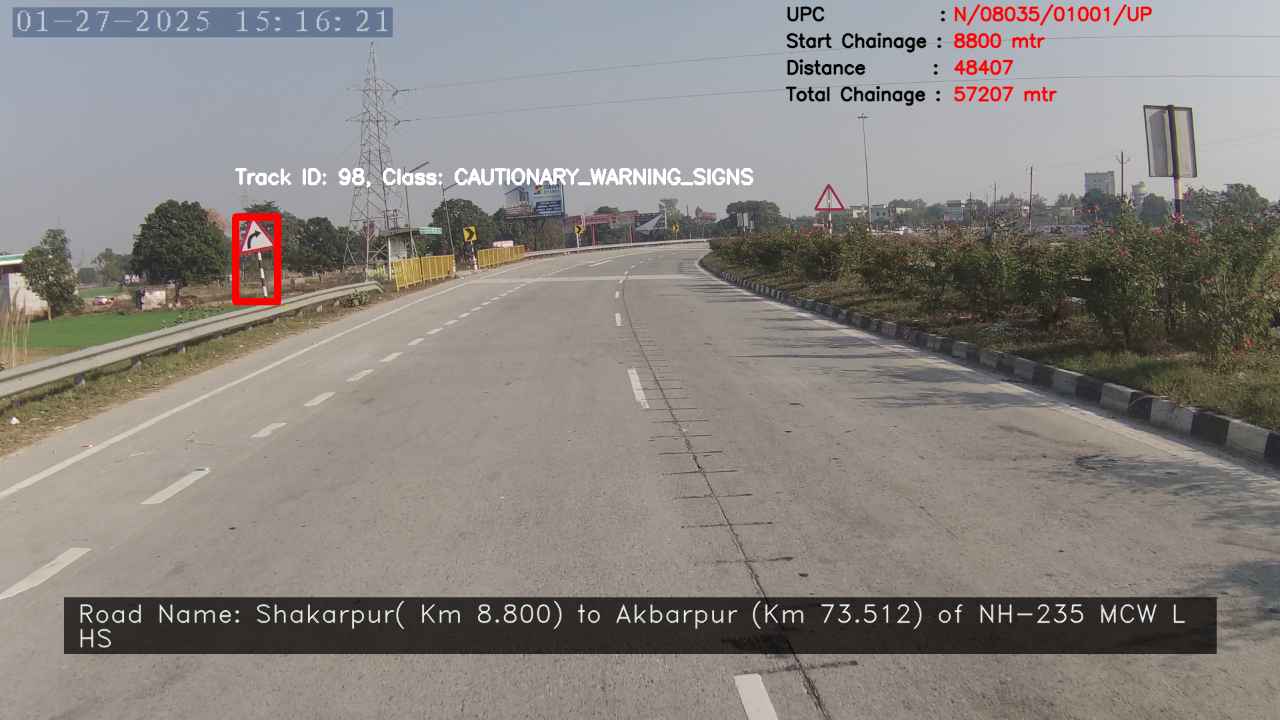 01-27-2025 15:16:21
UPC : N/08035/01001/UP
Start Chainage : 8800 mtr
Distance : 48407
Total Chainage : 57207 mtr
Track ID: 98, Class: CAUTIONARY_WARNING_SIGNS
Road Name: Shakarpur( Km 8.800) to Akbarpur (Km 73.512) of NH-235 MCW L
HS